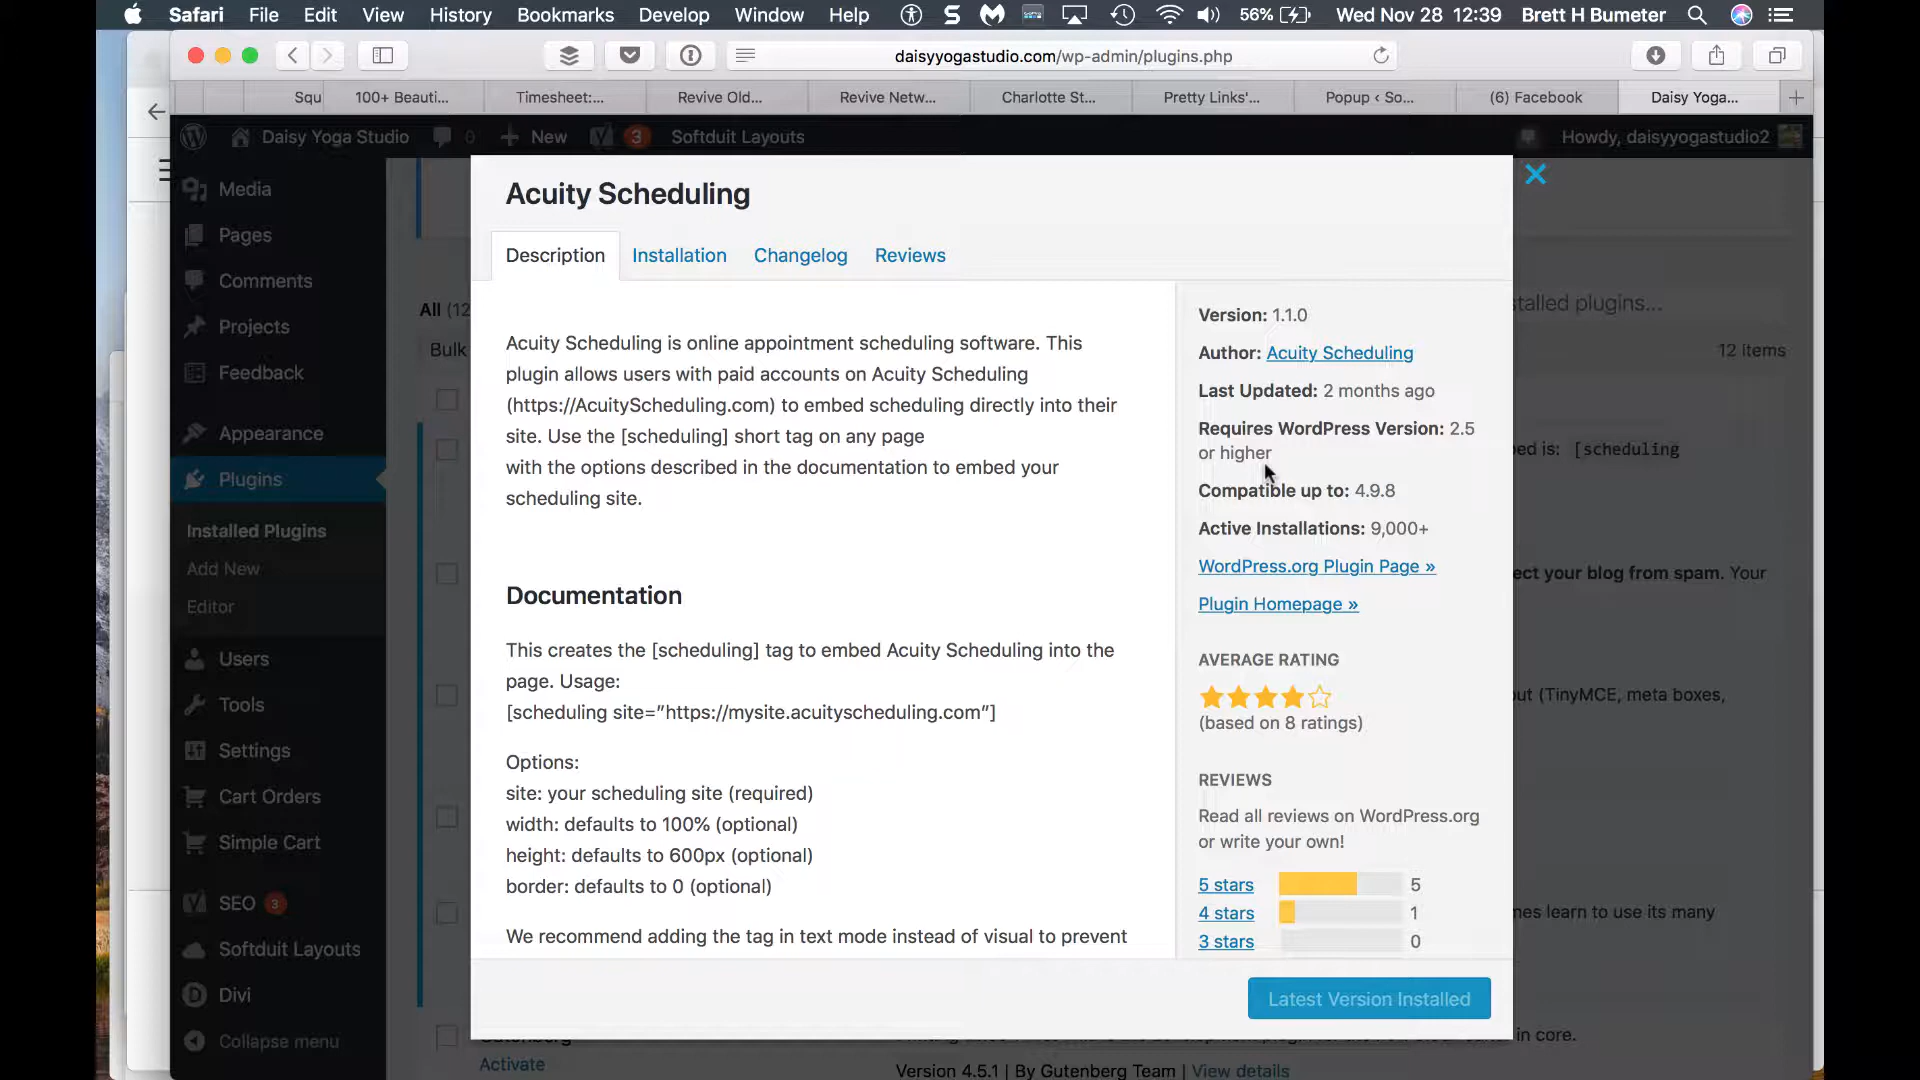 Safari File Edit View History Bookmarks Develop Window Help 56% Wed Nov 28 12:39 Brett H Bumeter
daisyyogastudio.com/wp-admin/plugins.php
Squ 100+ Beauti... Timesheet:... Revive Old... Revive Netw... Charlotte St... Pretty Links'... Popup ‹ So... (6) Facebook Daisy Yoga...
Daisy Yoga Studio 0 New 3 Softduit Layouts Howdy, daisyyogastudio2
Media
Pages
Comments
Projects
Feedback
Appearance
Plugins
Installed Plugins
Add New
Editor
Users
Tools
Settings
Cart Orders
Simple Cart
SEO 3
Softduit Layouts
Divi
Collapse menu
All (12
Bulk
Acuity Scheduling
Description Installation Changelog Reviews
Acuity Scheduling is online appointment scheduling software. This
plugin allows users with paid accounts on Acuity Scheduling
(https://AcuityScheduling.com) to embed scheduling directly into their
site. Use the [scheduling] short tag on any page
with the options described in the documentation to embed your
scheduling site.
Documentation
This creates the [scheduling] tag to embed Acuity Scheduling into the
page. Usage:
[scheduling site=”https://mysite.acuityscheduling.com”]
Options:
site: your scheduling site (required)
width: defaults to 100% (optional)
height: defaults to 600px (optional)
border: defaults to 0 (optional)
We recommend adding the tag in text mode instead of visual to prevent
Version: 1.1.0
Author: Acuity Scheduling
Last Updated: 2 months ago
Requires WordPress Version: 2.5
or higher
Compatible up to: 4.9.8
Active Installations: 9,000+
WordPress.org Plugin Page »
Plugin Homepage »
AVERAGE RATING
(based on 8 ratings)
REVIEWS
Read all reviews on WordPress.org
or write your own!
5 stars 5
4 stars 1
3 stars 0
Latest Version Installed
stalled plugins...
12 items
ed is: [scheduling
ect your blog from spam. Your
out (TinyMCE, meta boxes,
mes learn to use its many
in core.
Gutenberg
Activate
Version 4.5.1 | By Gutenberg Team | View details